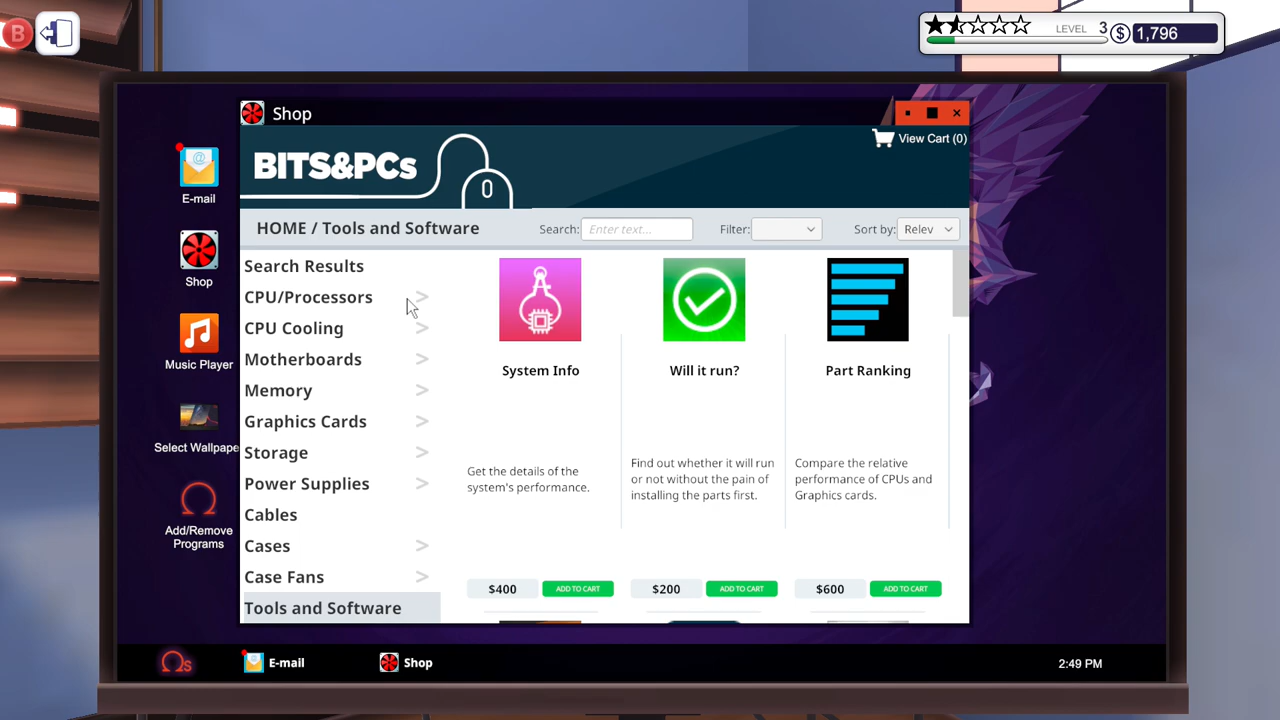 B
LEVEL 3 $ 1,796
Shop
View Cart (0)
BITS&PCs
HOME / Tools and Software
Search: Enter text...
Filter:
Sort by: Relev
E-mail
Shop
Music Player
Select Wallpape
Add/Remove
Programs
Search Results
CPU/Processors >
CPU Cooling >
Motherboards >
Memory >
Graphics Cards >
Storage >
Power Supplies >
Cables
Cases >
Case Fans >
Tools and Software
System Info
Get the details of the
system's performance.
$400 ADD TO CART
Will it run?
Find out whether it will run
or not without the pain of
installing the parts first.
$200 ADD TO CART
Part Ranking
Compare the relative
performance of CPUs and
Graphics cards.
$600 ADD TO CART
Ωs
E-mail
Shop
2:49 PM